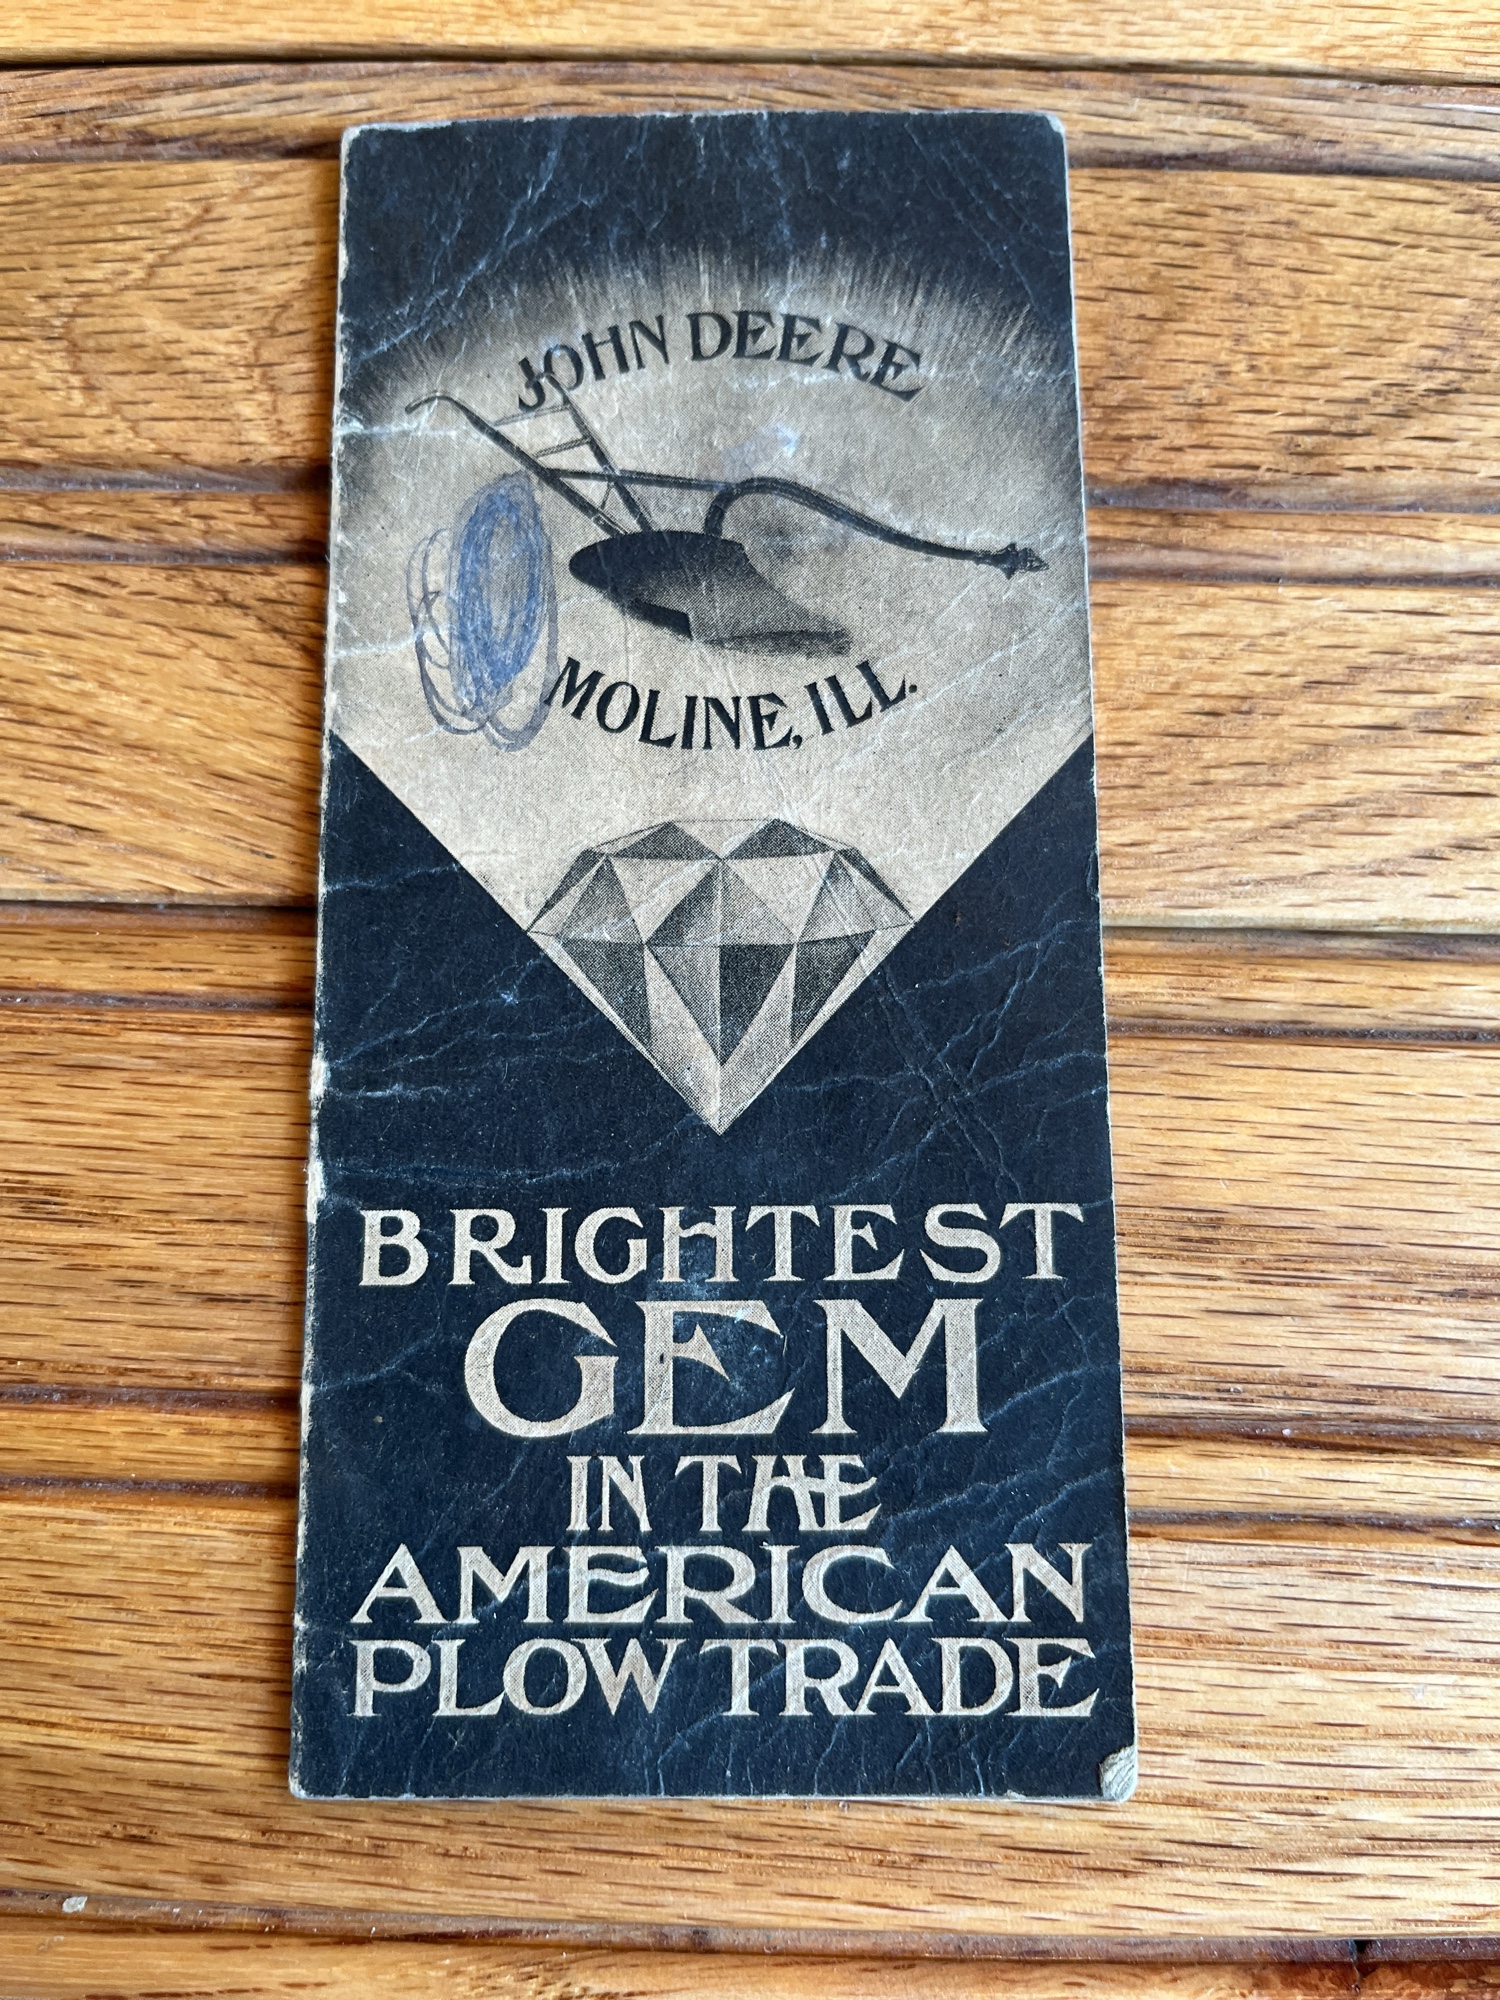 JOHN DEERE
MOLINE, ILL.
BRIGHTEST
GEM
IN THE
AMERICAN
PLOW TRADE